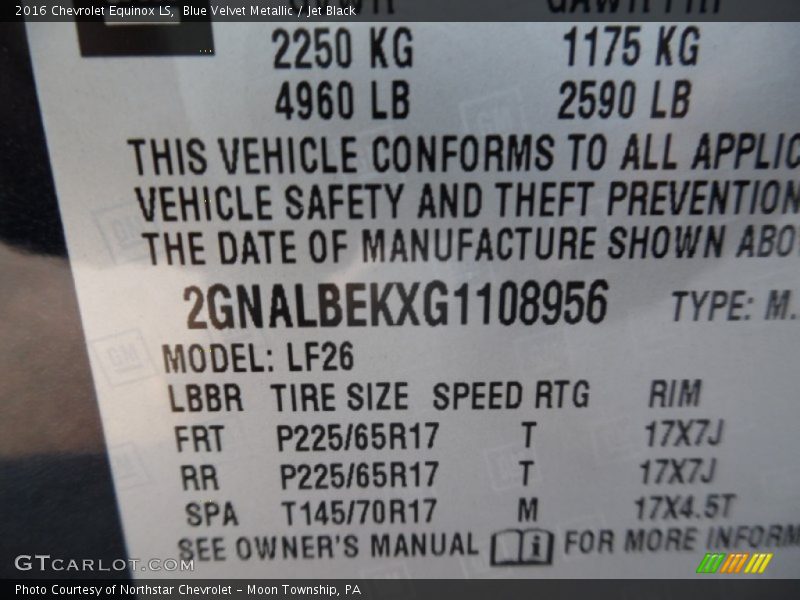 2016 Chevrolet Equinox LS, Blue Velvet Metallic / Jet Black
2250 KG 1175 KG
4960 LB 2590 LB
THIS VEHICLE CONFORMS TO ALL APPLIC
VEHICLE SAFETY AND THEFT PREVENTION
THE DATE OF MANUFACTURE SHOWN ABO
2GNALBEKXG1108956 TYPE: M.
MODEL: LF26
LBBR TIRE SIZE SPEED RTG RIM
FRT P225/65R17 T 17X7J
RR P225/65R17 T 17X7J
SPA T145/70R17 M 17X4.5T
SEE OWNER'S MANUAL FOR MORE INFORM
GTCARLOT.COM
Photo Courtesy of Northstar Chevrolet - Moon Township, PA